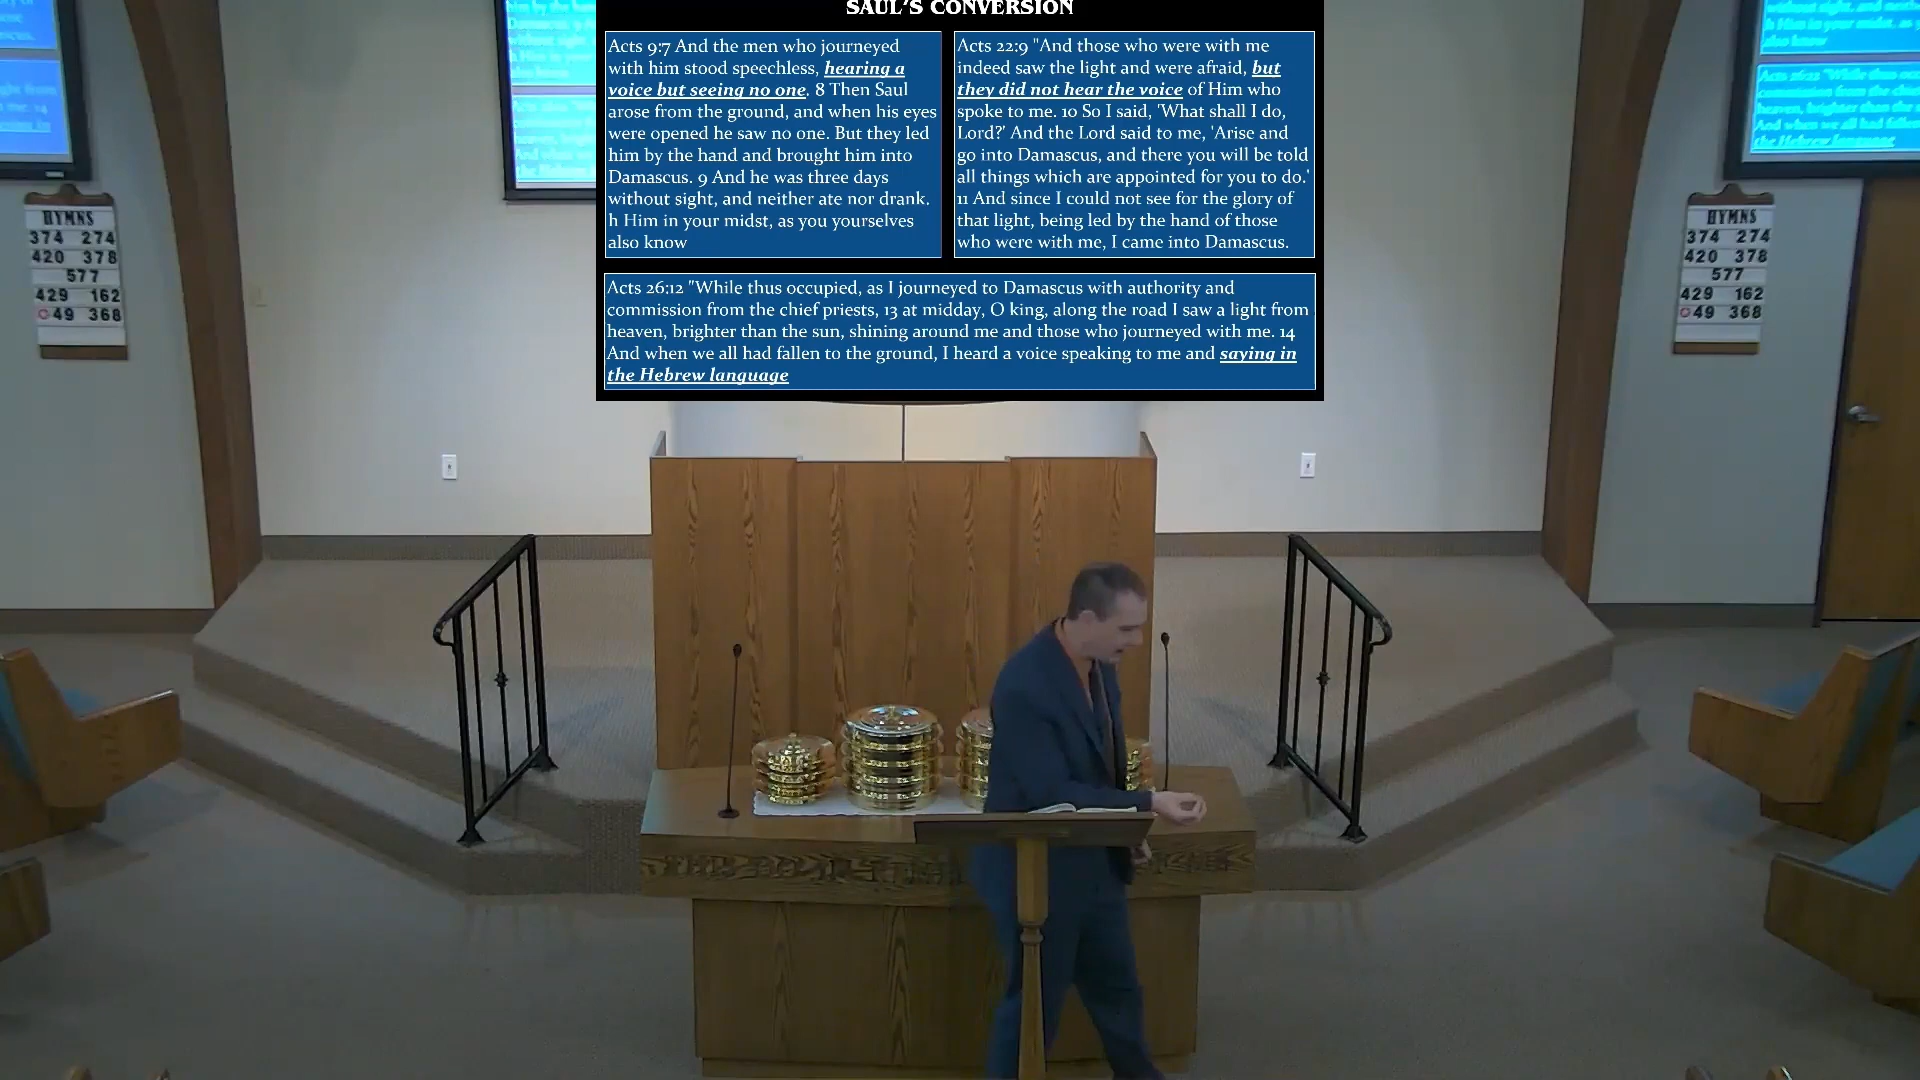 SAUL'S CONVERSION
Acts 9:7 And the men who journeyed
with him stood speechless, hearing a
voice but seeing no one. 8 Then Saul
arose from the ground, and when his eyes
were opened he saw no one. But they led
him by the hand and brought him into
Damascus. 9 And he was three days
without sight, and neither ate nor drank.
h Him in your midst, as you yourselves
also know
Acts 22:9 "And those who were with me
indeed saw the light and were afraid, but
they did not hear the voice of Him who
spoke to me. 10 So I said, 'What shall I do,
Lord?' And the Lord said to me, 'Arise and
go into Damascus, and there you will be told
all things which are appointed for you to do.'
11 And since I could not see for the glory of
that light, being led by the hand of those
who were with me, I came into Damascus.
Acts 26:12 "While thus occupied, as I journeyed to Damascus with authority and
commission from the chief priests, 13 at midday, O king, along the road I saw a light from
heaven, brighter than the sun, shining around me and those who journeyed with me. 14
And when we all had fallen to the ground, I heard a voice speaking to me and saying in
the Hebrew language
HYMNS
374 274
420 378
577
429 162
49 368
HYMNS
374 274
420 378
577
429 162
49 368